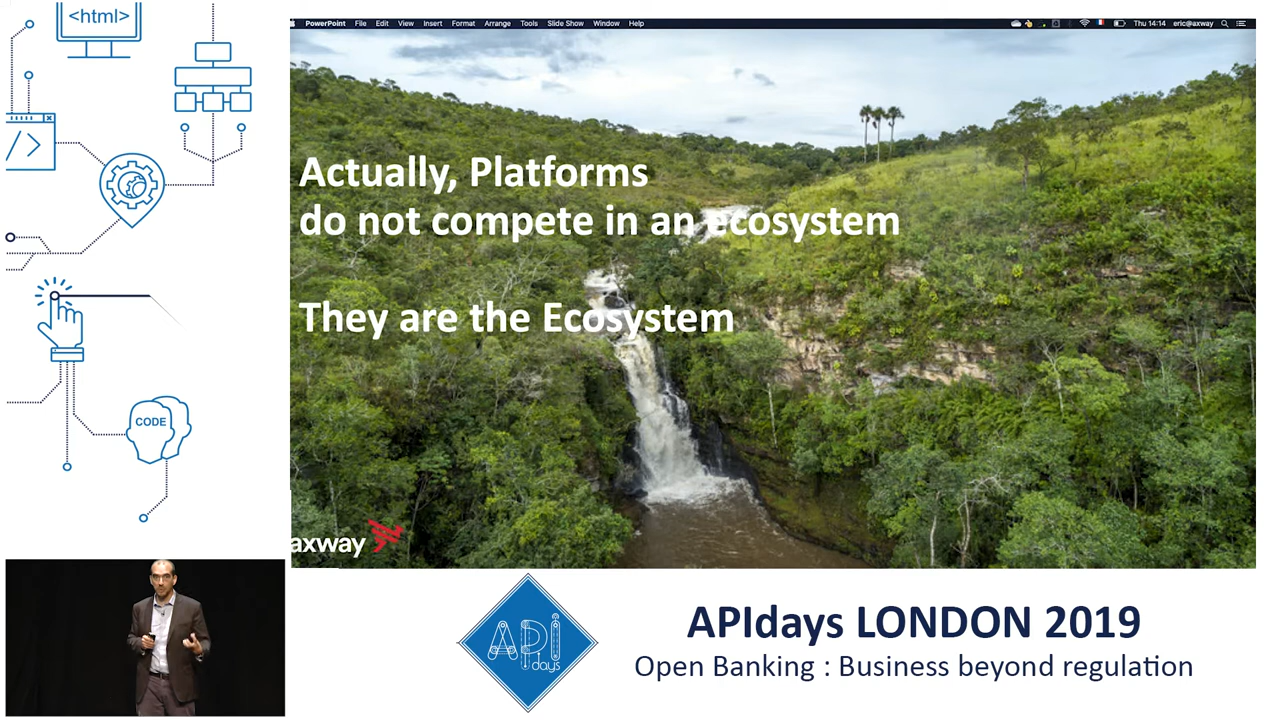 <html>
PowerPoint File Edit View Insert Format Arrange Tools Slide Show Window Help Thu 14:14 eric@axway
Actually, Platforms
do not compete in an ecosystem
They are the Ecosystem
</>
CODE
axway
API
days
APIdays LONDON 2019
Open Banking : Business beyond regulation